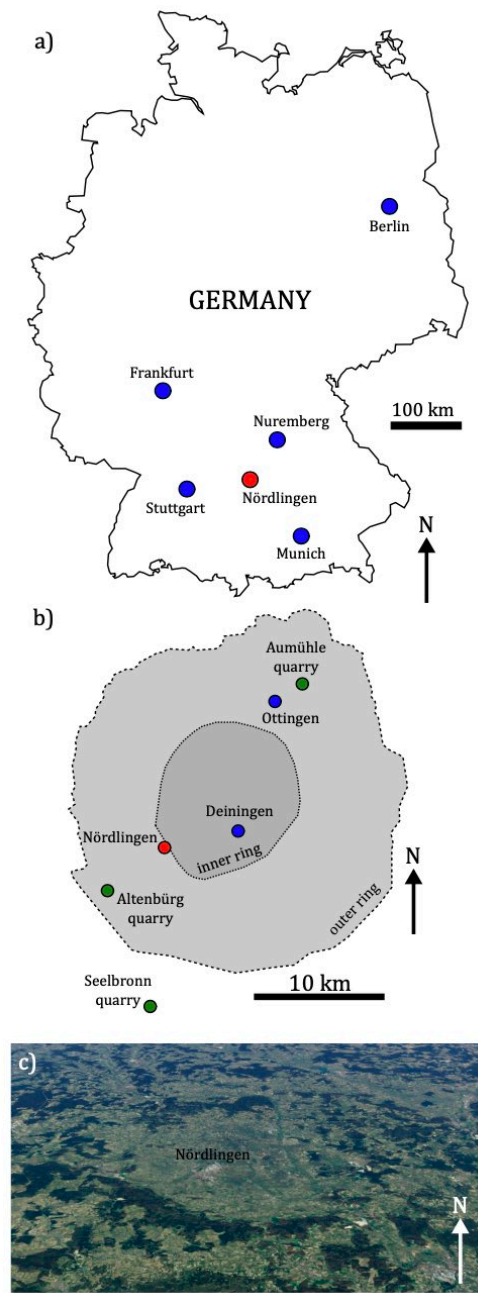 a)
Berlin
GERMANY
Frankfurt
Nuremberg
100 km
Stuttgart
Nördlingen
N
Munich
b)
Aumühle
quarry
Ottingen
Deiningen
Nördlingen
inner ring
N
Altenbürg
quarry
outer ring
Seelbronn
quarry
10 km
c)
Nördlingen
N